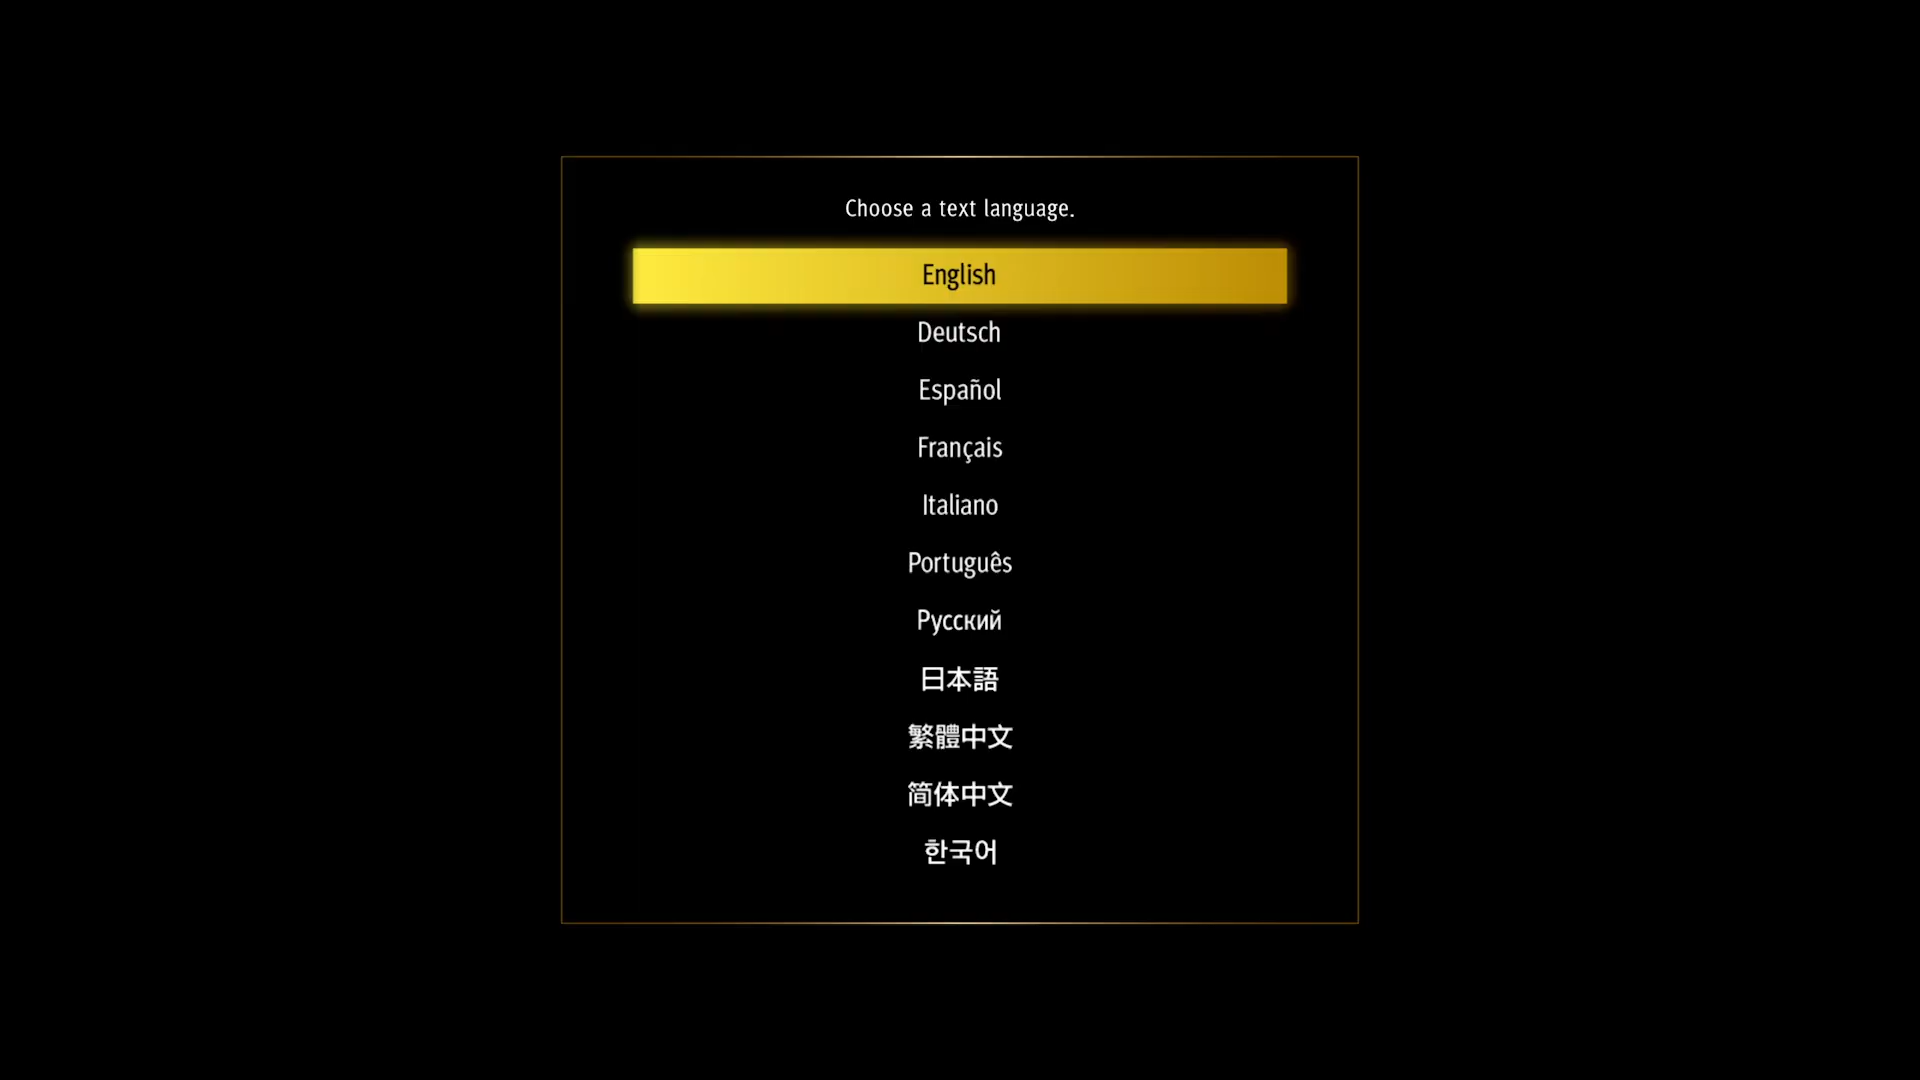 Choose a text language.
English
Deutsch
Español
Français
Italiano
Português
Русский
日本語
繁體中文
简体中文
한국어